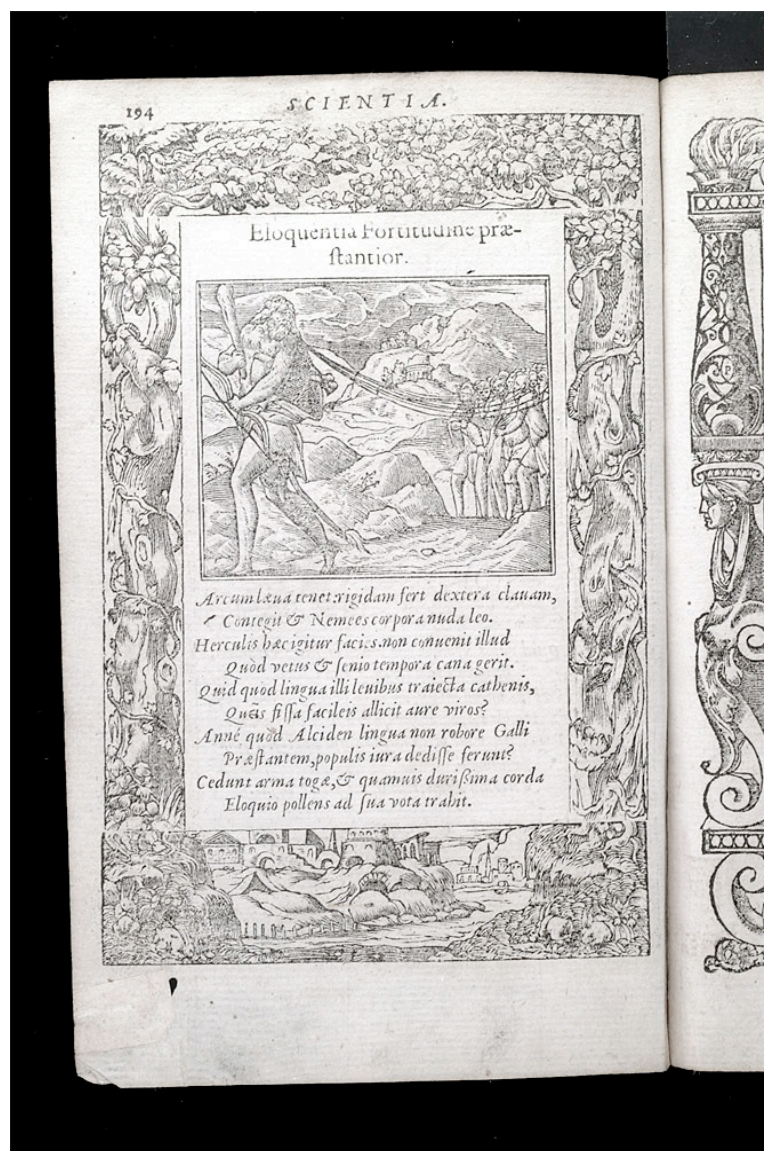 194
SCIENTIA.
Eloquentia Fortitudine præ-
ſtantior.
Arcum læua tenet:rigidam fert dextera clauam,
Contegit & Nemees corpora nuda leo.
Herculis hæc igitur facies.non conuenit illud
Quòd vetus & ſenio tempora cana gerit.
Quid quòd lingua illi leuibus traiecta cathenis,
Queîs fiſſa facileis allicit aure viros?
Anné quòd Alciden lingua non robore Galli
Præſtantem,populis iura dediſſe ferunt?
Cedunt arma togæ,& quamuis durißima corda
Eloquio pollens ad ſua vota trahit.